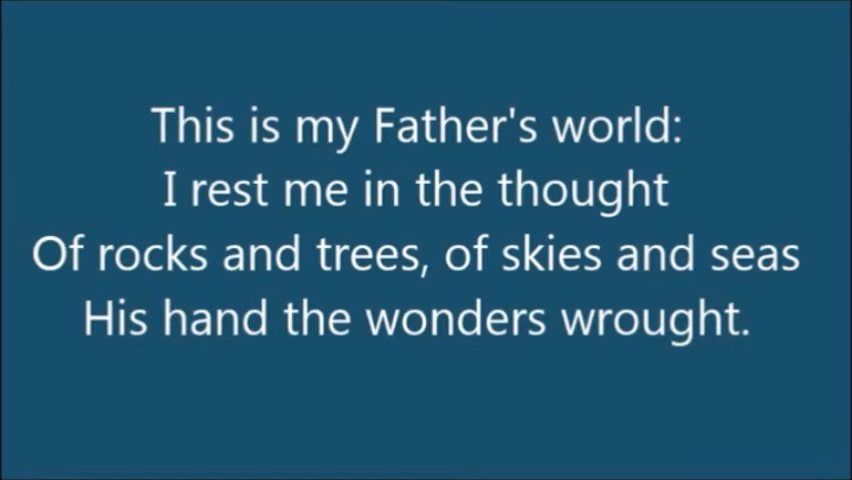 This is my Father's world:
I rest me in the thought
Of rocks and trees, of skies and seas
His hand the wonders wrought.